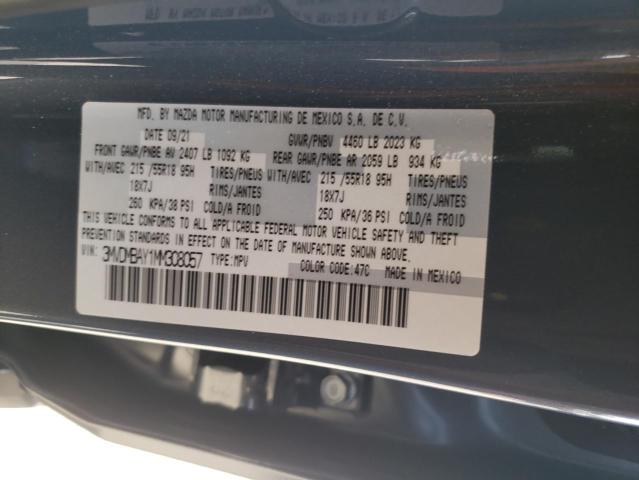 MFD. BY MAZDA MOTOR MANUFACTURING DE MEXICO S.A. DE C.V.
DATE 09/21 GVWR/PNBV 4460 LB 2023 KG
FRONT GAWR/PNBE AV 2407 LB 1092 KG REAR GAWR/PNBE AR 2059 LB 934 KG
WITH/AVEC 215 /55R18 95H TIRES/PNEUS WITH/AVEC 215 /55R18 95H TIRES/PNEUS
18X7J RIMS/JANTES 18X7J RIMS/JANTES
260 KPA/38 PSI COLD/A FROID 250 KPA/36 PSI COLD/A FROID
THIS VEHICLE CONFORMS TO ALL APPLICABLE FEDERAL MOTOR VEHICLE SAFETY AND THEFT
PREVENTION STANDARDS IN EFFECT ON THE DATE OF MANUFACTURE SHOWN ABOVE.
VIN: 3MVDMBAY1MM308057 TYPE:MPV COLOR CODE:47C MADE IN MEXICO